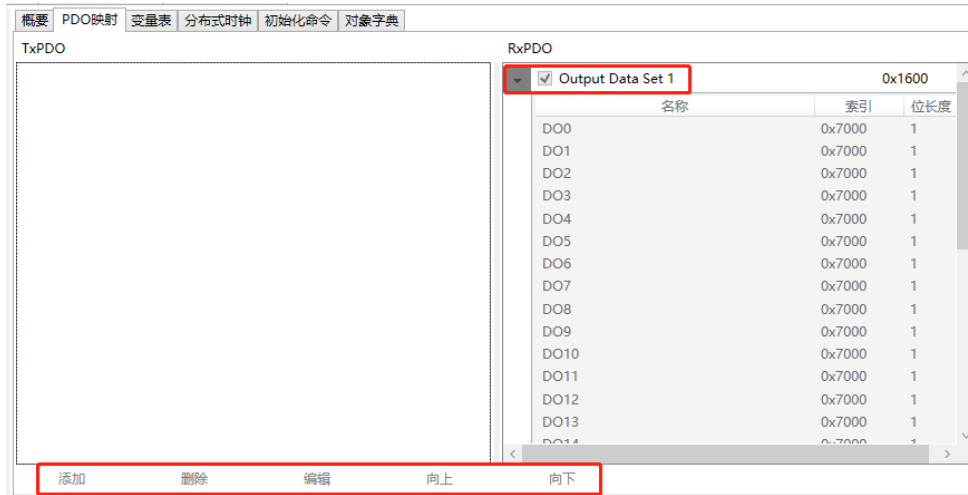 概要 PDO映射 变量表 分布式时钟 初始化命令 对象字典
TxPDO RxPDO
Output Data Set 1 0x1600
名称 索引 位长度
DO0 0x7000 1
DO1 0x7000 1
DO2 0x7000 1
DO3 0x7000 1
DO4 0x7000 1
DO5 0x7000 1
DO6 0x7000 1
DO7 0x7000 1
DO8 0x7000 1
DO9 0x7000 1
DO10 0x7000 1
DO11 0x7000 1
DO12 0x7000 1
DO13 0x7000 1
DO14 0x7000 1
添加 删除 编辑 向上 向下